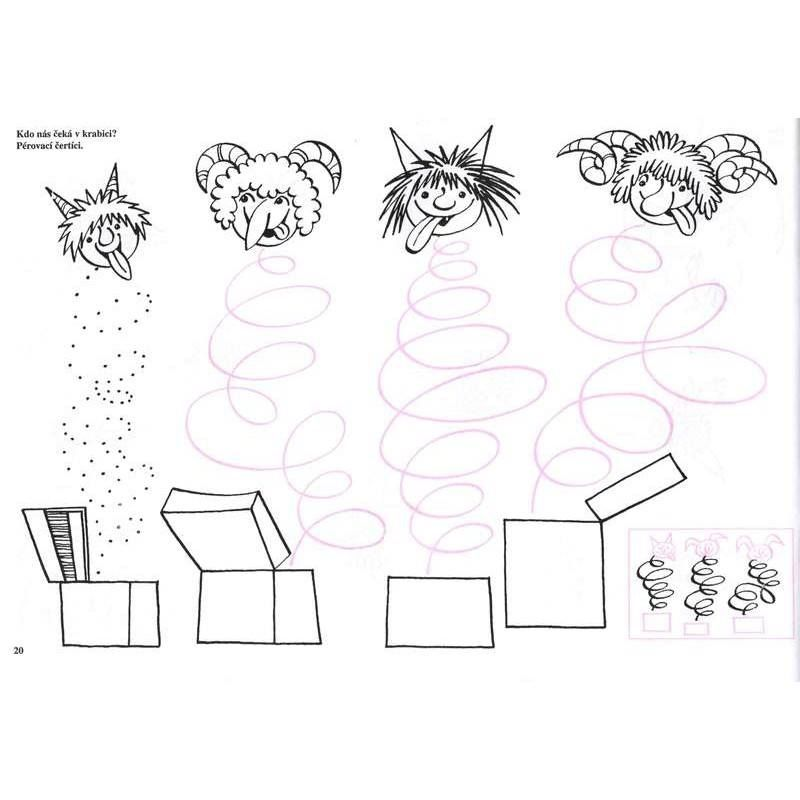 Kdo nás čeká v krabici?
Pérovací čertíci.
20